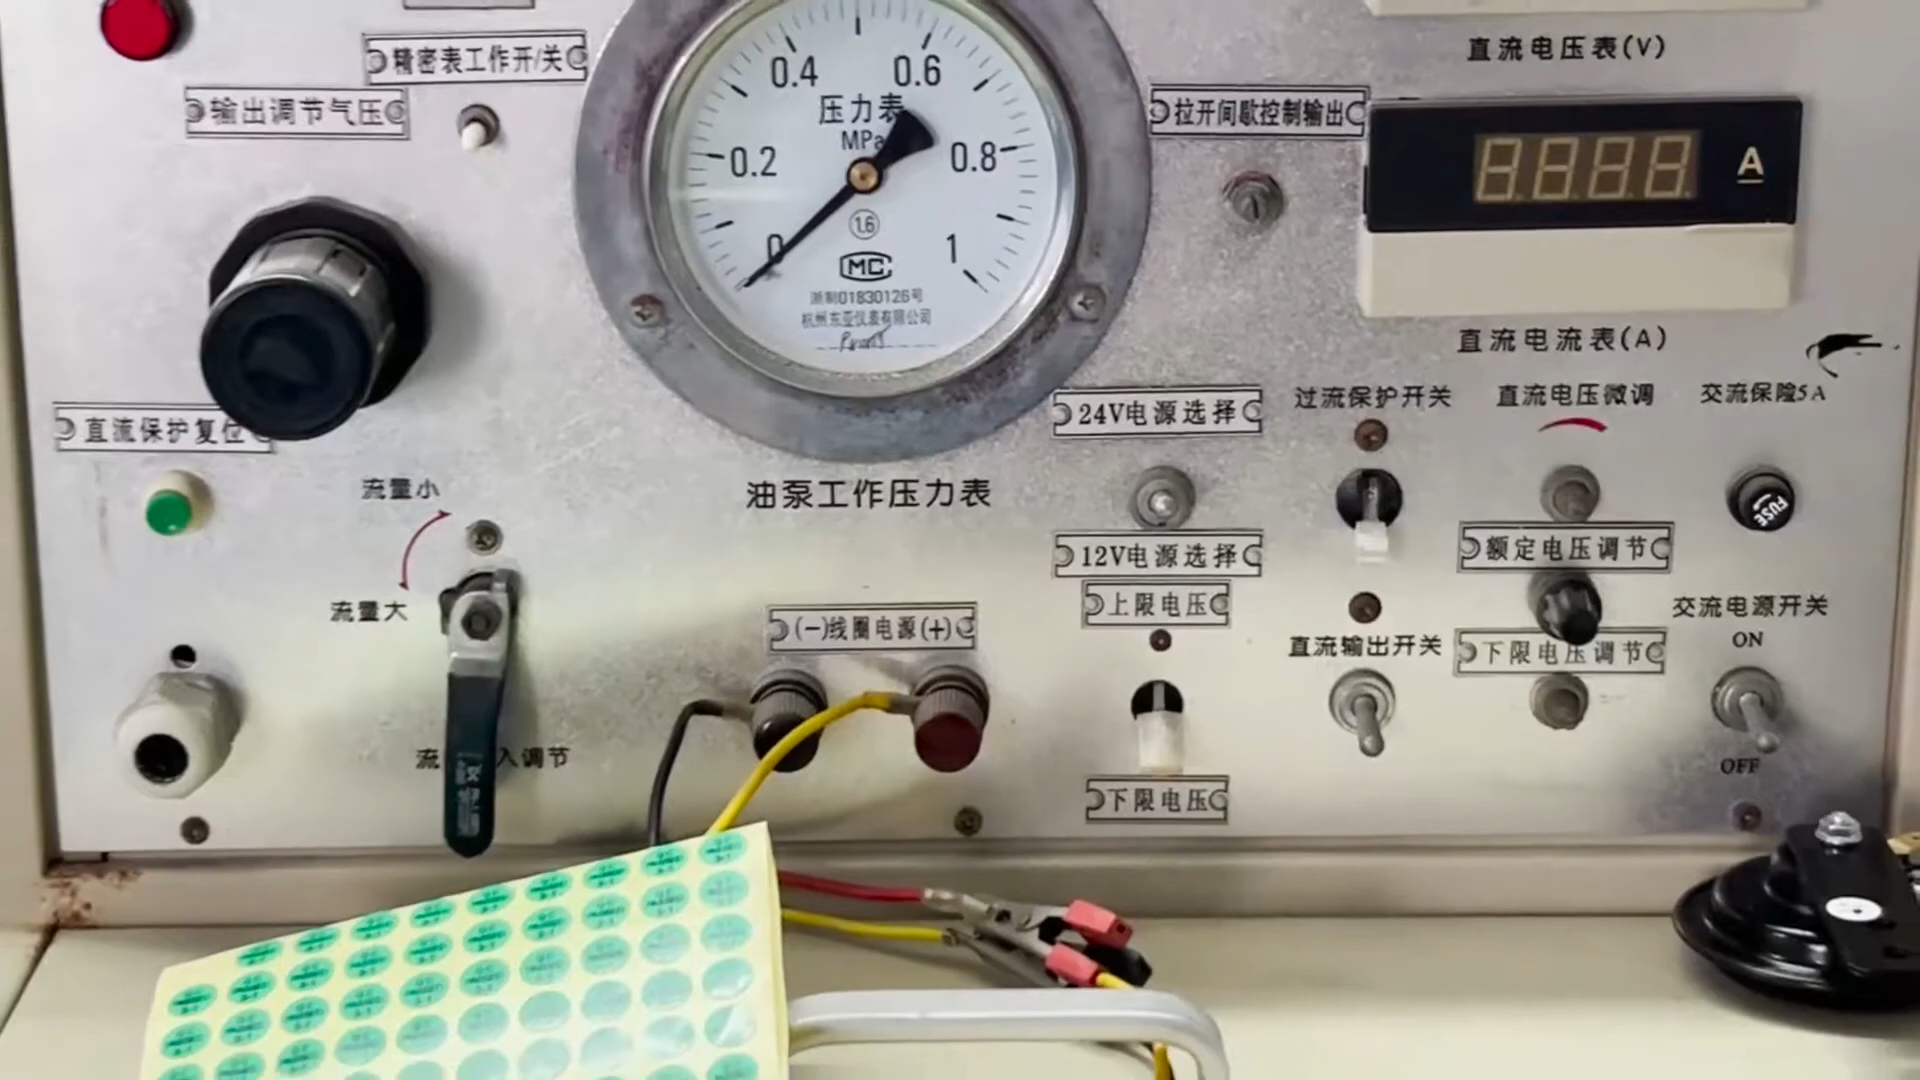 精密表工作开/关
输出调节气压
直流电压表(V)
拉开间歇控制输出
0.4
0.6
压力表
MPa
0.2
0.8
0
1
1.6
MC
浙制01830126号
杭州东亚仪表有限公司
A
直流电流表(A)
24V电源选择
过流保护开关
直流电压微调
交流保险5A
直流保护复位
流量小
油泵工作压力表
FUSE
12V电源选择
额定电压调节
上限电压
流量大
(-)线圈电源(+)
直流输出开关
下限电压调节
交流电源开关
ON
入调节
OFF
下限电压